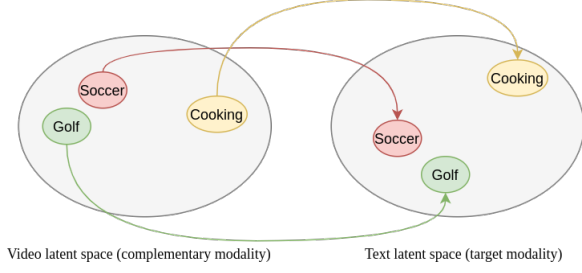 Soccer
Golf
Cooking
Cooking
Soccer
Golf
Video latent space (complementary modality)
Text latent space (target modality)